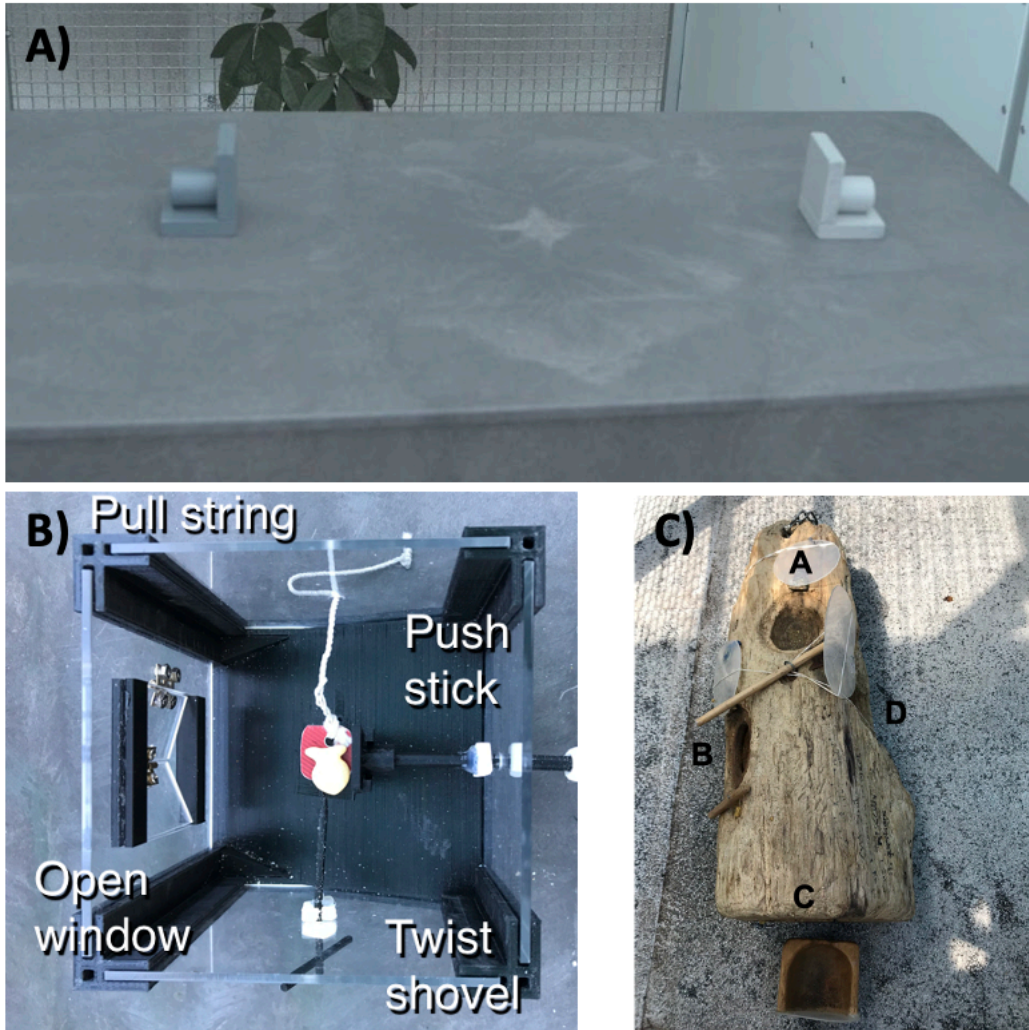 A)
B)
Pull string
Push
stick
Open
window
Twist
shovel
C)
A
B
D
C